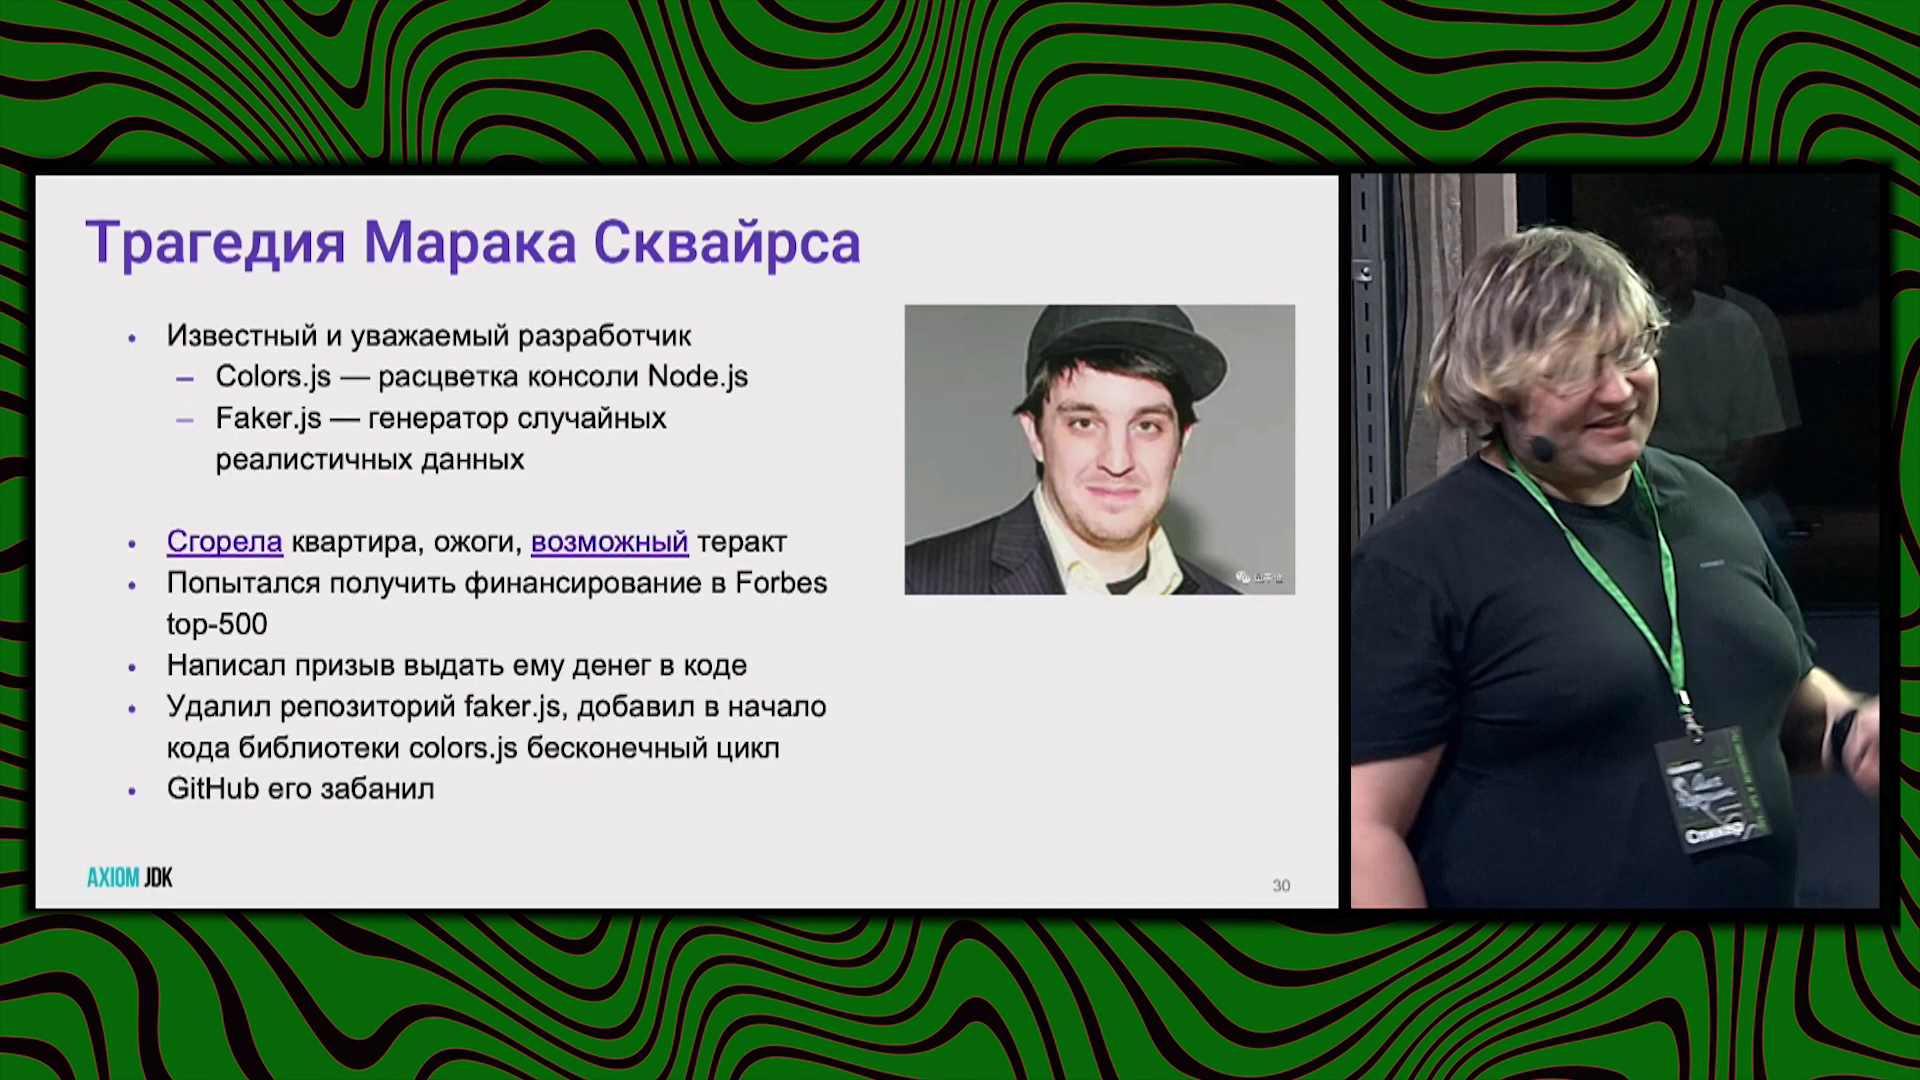 Трагедия Марака Сквайрса
Известный и уважаемый разработчик
Colors.js — расцветка консоли Node.js
Faker.js — генератор случайных
реалистичных данных
Сгорела квартира, ожоги, возможный теракт
Попытался получить финансирование в Forbes
top-500
Написал призыв выдать ему денег в коде
Удалил репозиторий faker.js, добавил в начало
кода библиотеки colors.js бесконечный цикл
GitHub его забанил
AXIOM JDK
30
Спикер